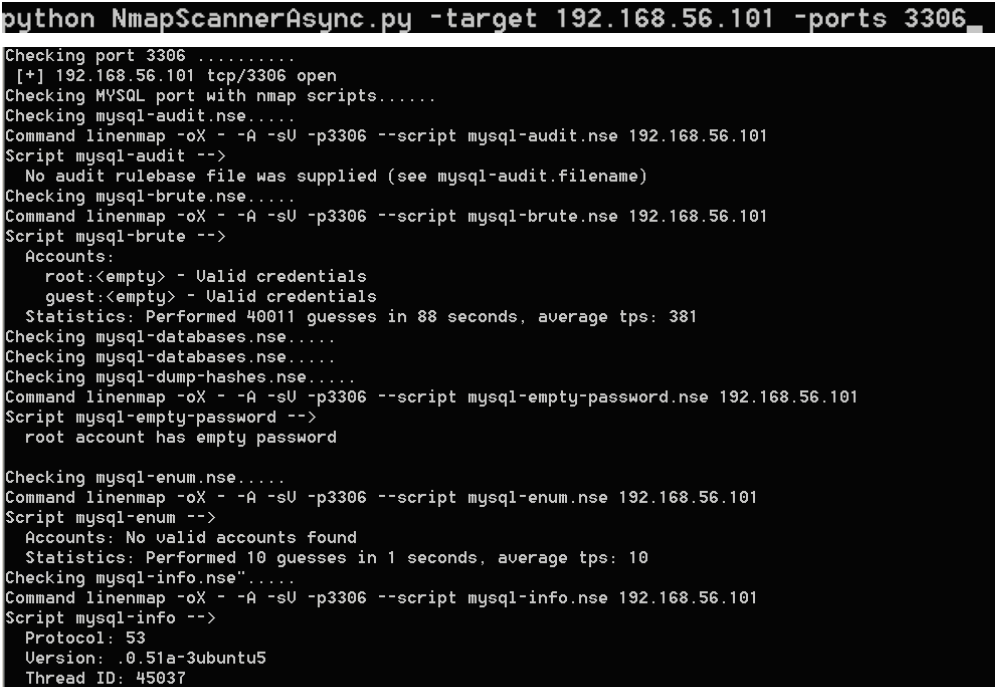 python NmapScannerAsync.py -target 192.168.56.101 -ports 3306_
Checking port 3306 ..........
[+] 192.168.56.101 tcp/3306 open
Checking MYSQL port with nmap scripts......
Checking mysql-audit.nse.....
Command linenmap -oX - -A -sV -p3306 --script mysql-audit.nse 192.168.56.101
Script mysql-audit -->
No audit rulebase file was supplied (see mysql-audit.filename)
Checking mysql-brute.nse.....
Command linenmap -oX - -A -sV -p3306 --script mysql-brute.nse 192.168.56.101
Script mysql-brute -->
Accounts:
root:<empty> - Valid credentials
guest:<empty> - Valid credentials
Statistics: Performed 40011 guesses in 88 seconds, average tps: 381
Checking mysql-databases.nse.....
Checking mysql-databases.nse.....
Checking mysql-dump-hashes.nse.....
Command linenmap -oX - -A -sV -p3306 --script mysql-empty-password.nse 192.168.56.101
Script mysql-empty-password -->
root account has empty password
Checking mysql-enum.nse.....
Command linenmap -oX - -A -sV -p3306 --script mysql-enum.nse 192.168.56.101
Script mysql-enum -->
Accounts: No valid accounts found
Statistics: Performed 10 guesses in 1 seconds, average tps: 10
Checking mysql-info.nse".....
Command linenmap -oX - -A -sV -p3306 --script mysql-info.nse 192.168.56.101
Script mysql-info -->
Protocol: 53
Version: .0.51a-3ubuntu5
Thread ID: 45037